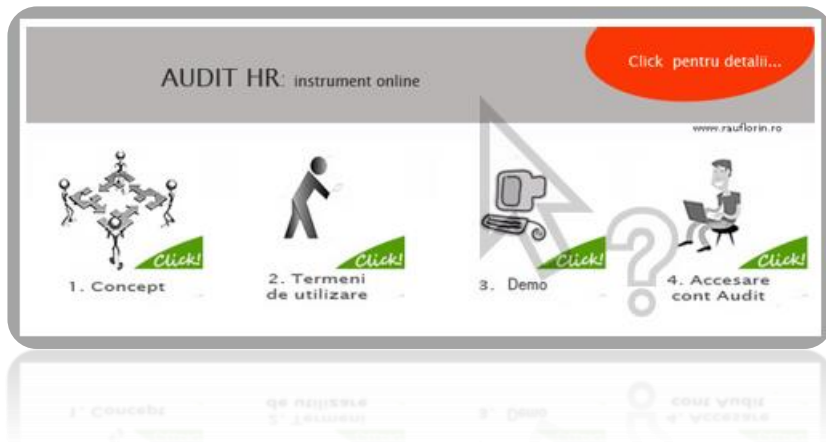 AUDIT HR: instrument online
Click pentru detalii...
www.rauflorin.ro
Click!
Click!
Click!
Click!
1. Concept
2. Termeni
de utilizare
3. Demo
4. Accesare
cont Audit